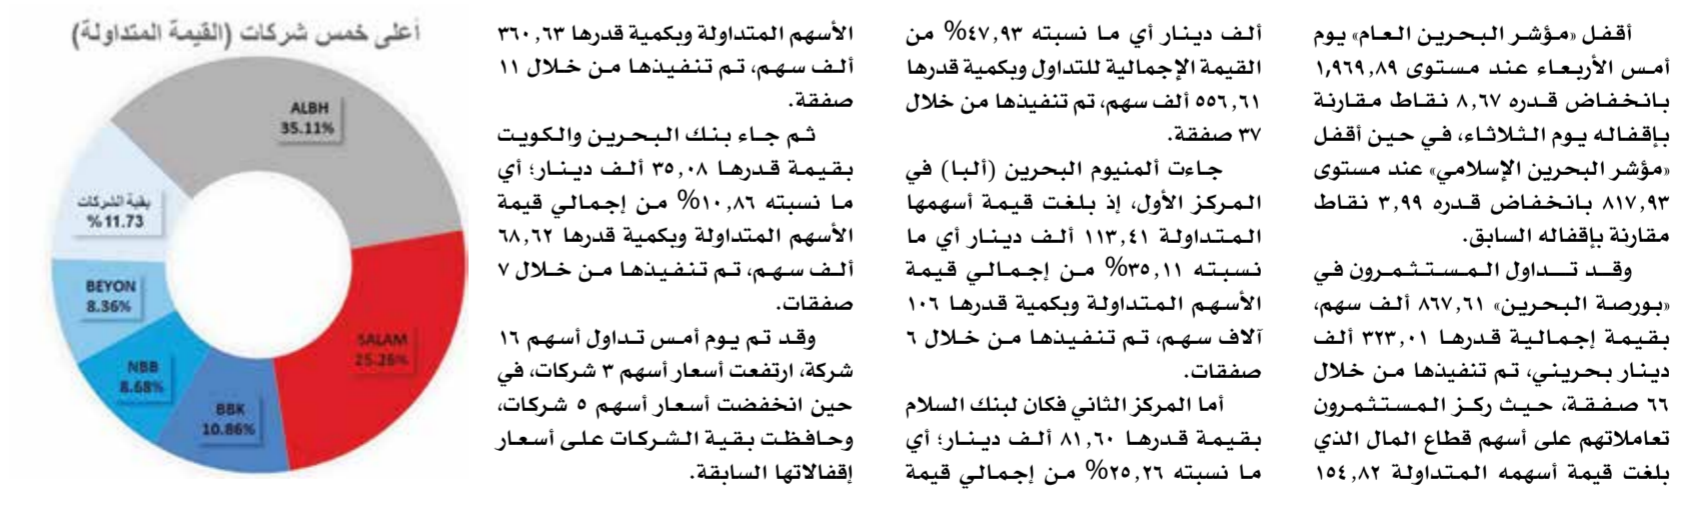 أقفل «مؤشر البحرين العام» يوم
أمس الأربعاء عند مستوى ١,٩٦٩,٨٩
بانخفاض قدره ٨,٦٧ نقاط مقارنة
بإقفاله يوم الثلاثاء، في حين أقفل
«مؤشر البحرين الإسلامي» عند مستوى
٨١٧,٩٣ بانخفاض قدره ٣,٩٩ نقاط
مقارنة بإقفاله السابق.
وقد تداول المستثمرون في
«بورصة البحرين» ٨٦٧,٦١ ألف سهم،
بقيمة إجمالية قدرها ٣٢٣,٠١ ألف
دينار بحريني، تم تنفيذها من خلال
٦٦ صفقة، حيث ركز المستثمرون
تعاملاتهم على أسهم قطاع المال الذي
بلغت قيمة أسهمه المتداولة ١٥٤,٨٢
ألف دينار أي ما نسبته ٤٧,٩٣% من
القيمة الإجمالية للتداول وبكمية قدرها
٥٥٦,٦١ ألف سهم، تم تنفيذها من خلال
٣٧ صفقة.
جاءت ألمنيوم البحرين (ألبا) في
المركز الأول، إذ بلغت قيمة أسهمها
المتداولة ١١٣,٤١ ألف دينار أي ما
نسبته ٣٥,١١% من إجمالي قيمة
الأسهم المتداولة وبكمية قدرها ١٠٦
آلاف سهم، تم تنفيذها من خلال ٦
صفقات.
أما المركز الثاني فكان لبنك السلام
بقيمة قدرها ٨١,٦٠ ألف دينار؛ أي
ما نسبته ٢٥,٢٦% من إجمالي قيمة
الأسهم المتداولة وبكمية قدرها ٣٦٠,٦٣
ألف سهم، تم تنفيذها من خلال ١١
صفقة.
ثم جاء بنك البحرين والكويت
بقيمة قدرها ٣٥,٠٨ ألف دينار؛ أي
ما نسبته ١٠,٨٦% من إجمالي قيمة
الأسهم المتداولة وبكمية قدرها ٦٨,٦٢
ألف سهم، تم تنفيذها من خلال ٧
صفقات.
وقد تم يوم أمس تداول أسهم ١٦
شركة، ارتفعت أسعار أسهم ٣ شركات، في
حين انخفضت أسعار أسهم ٥ شركات،
وحافظت بقية الشركات على أسعار
إقفالاتها السابقة.
أعلى خمس شركات (القيمة المتداولة)
ALBH
35.11%
SALAM
25.26%
BBK
10.86%
NBB
8.68%
BEYON
8.36%
بقية الشركات
% 11.73